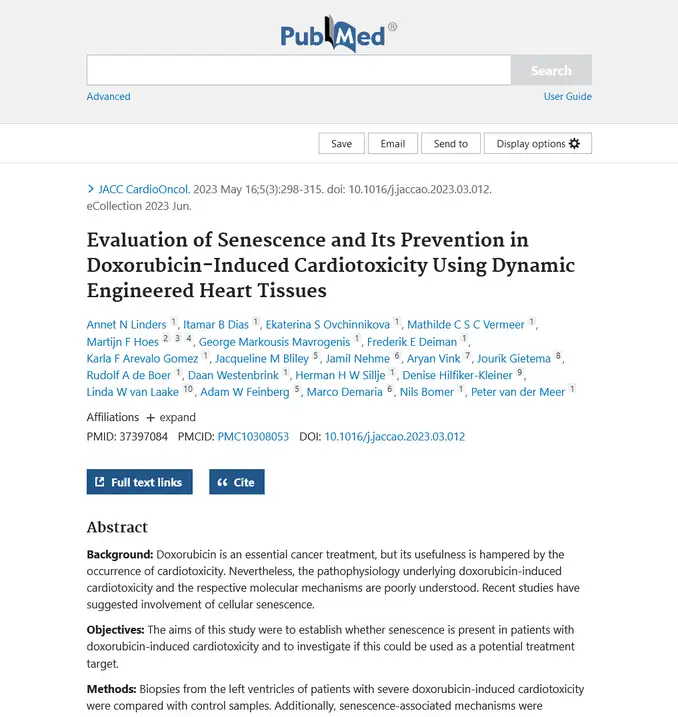 PubMed®
Search
Advanced
User Guide
Save
Email
Send to
Display options
JACC CardioOncol. 2023 May 16;5(3):298-315. doi: 10.1016/j.jaccao.2023.03.012.
eCollection 2023 Jun.
Evaluation of Senescence and Its Prevention in
Doxorubicin-Induced Cardiotoxicity Using Dynamic
Engineered Heart Tissues
Annet N Linders 1, Itamar B Dias 1, Ekaterina S Ovchinnikova 1, Mathilde C S C Vermeer 1,
Martijn F Hoes 2 3 4, George Markousis Mavrogenis 1, Frederik E Deiman 1,
Karla F Arevalo Gomez 1, Jacqueline M Bliley 5, Jamil Nehme 6, Aryan Vink 7, Jourik Gietema 8,
Rudolf A de Boer 1, Daan Westenbrink 1, Herman H W Sillje 1, Denise Hilfiker-Kleiner 9,
Linda W van Laake 10, Adam W Feinberg 5, Marco Demaria 6, Nils Bomer 1, Peter van der Meer 1
Affiliations + expand
PMID: 37397084 PMCID: PMC10308053 DOI: 10.1016/j.jaccao.2023.03.012
Full text links
Cite
Abstract
Background: Doxorubicin is an essential cancer treatment, but its usefulness is hampered by the
occurrence of cardiotoxicity. Nevertheless, the pathophysiology underlying doxorubicin-induced
cardiotoxicity and the respective molecular mechanisms are poorly understood. Recent studies have
suggested involvement of cellular senescence.
Objectives: The aims of this study were to establish whether senescence is present in patients with
doxorubicin-induced cardiotoxicity and to investigate if this could be used as a potential treatment
target.
Methods: Biopsies from the left ventricles of patients with severe doxorubicin-induced cardiotoxicity
were compared with control samples. Additionally, senescence-associated mechanisms were